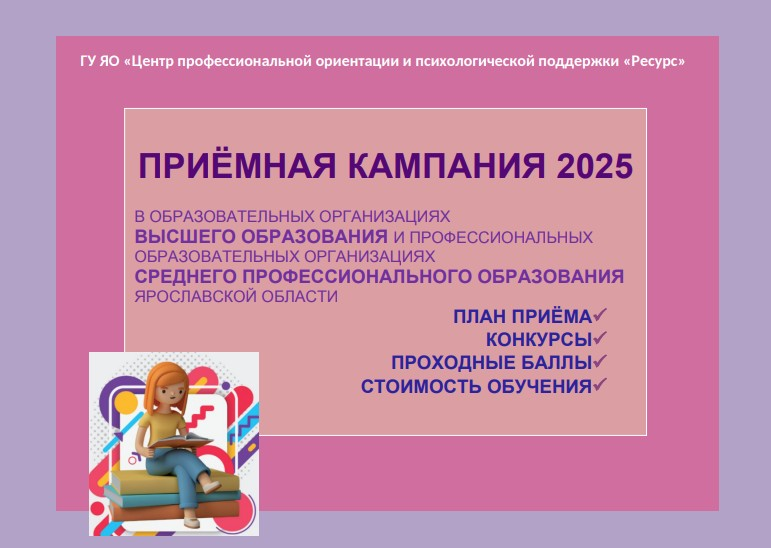 ГУ ЯО «Центр профессиональной ориентации и психологической поддержки «Ресурс»
ПРИЁМНАЯ КАМПАНИЯ 2025
В ОБРАЗОВАТЕЛЬНЫХ ОРГАНИЗАЦИЯХ
ВЫСШЕГО ОБРАЗОВАНИЯ И ПРОФЕССИОНАЛЬНЫХ
ОБРАЗОВАТЕЛЬНЫХ ОРГАНИЗАЦИЯХ
СРЕДНЕГО ПРОФЕССИОНАЛЬНОГО ОБРАЗОВАНИЯ
ЯРОСЛАВСКОЙ ОБЛАСТИ
ПЛАН ПРИЁМА✓
КОНКУРСЫ✓
ПРОХОДНЫЕ БАЛЛЫ✓
СТОИМОСТЬ ОБУЧЕНИЯ✓